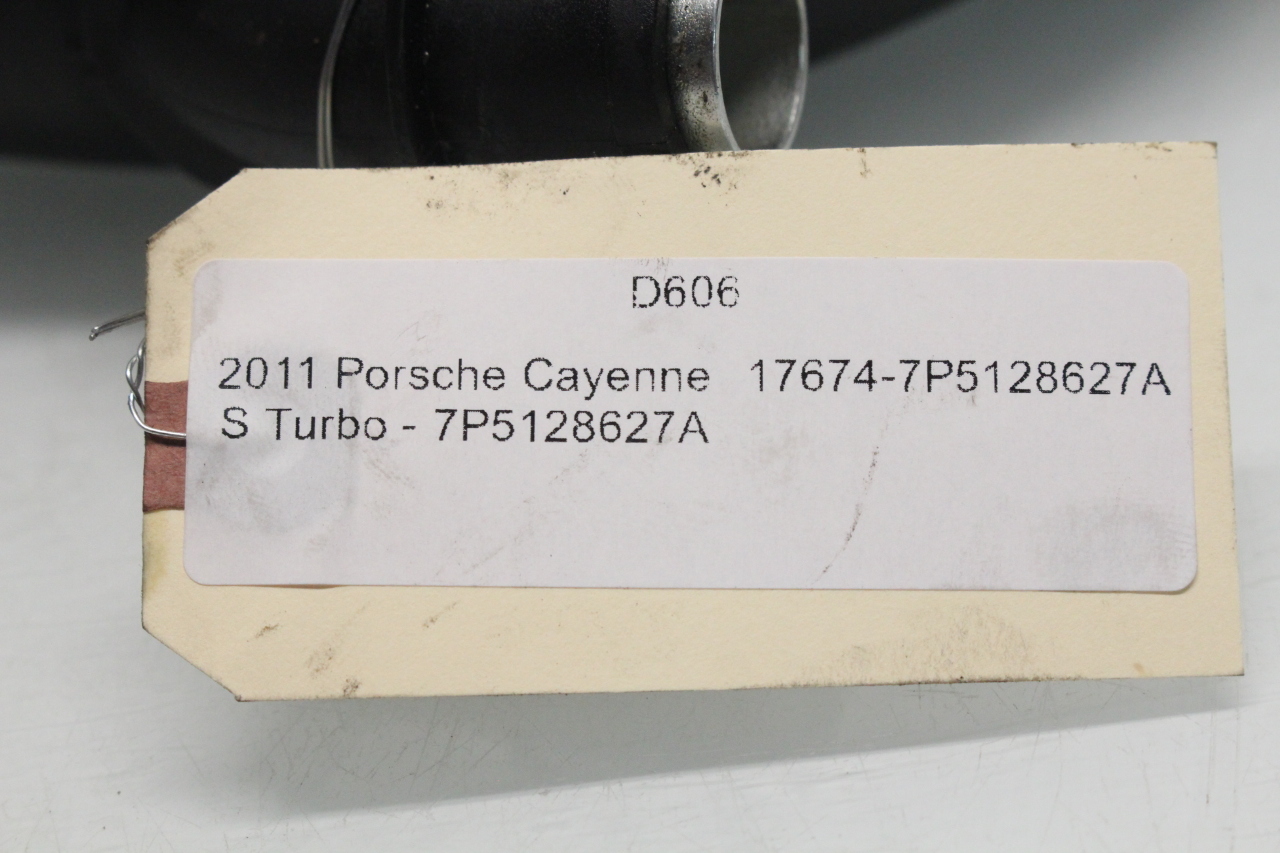 D606
2011 Porsche Cayenne 17674-7P5128627A
S Turbo - 7P5128627A